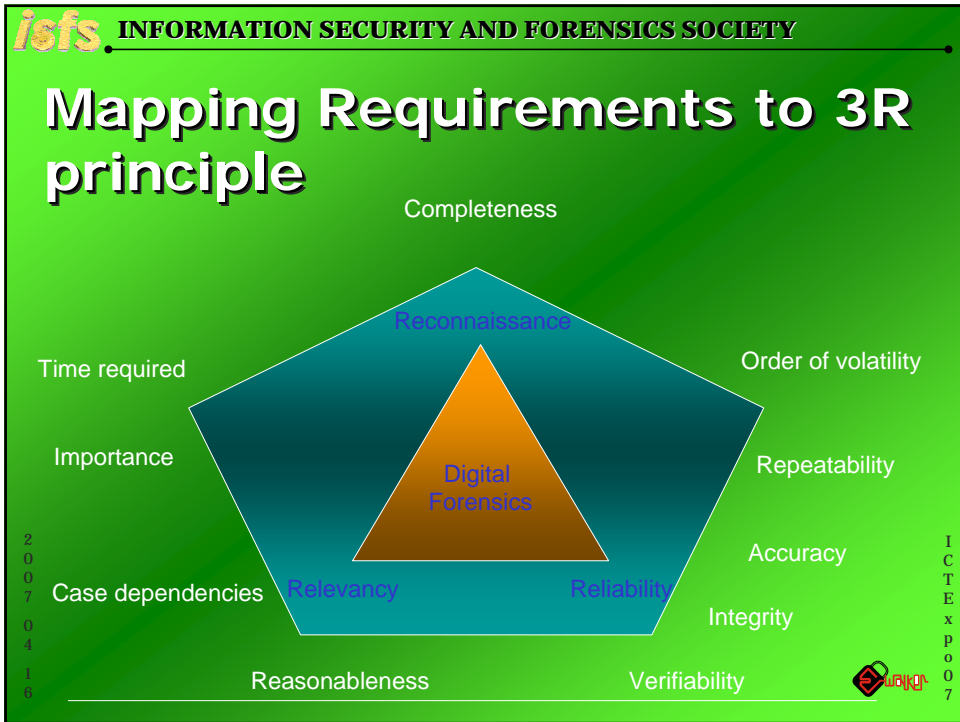 isfs
INFORMATION SECURITY AND FORENSICS SOCIETY
Mapping Requirements to 3R
principle
Completeness
Reconnaissance
Time required
Order of volatility
Importance
Repeatability
Digital
Forensics
Accuracy
Case dependencies
Relevancy
Reliability
Integrity
Reasonableness
Verifiability
2007 04 16
ICTExpo07